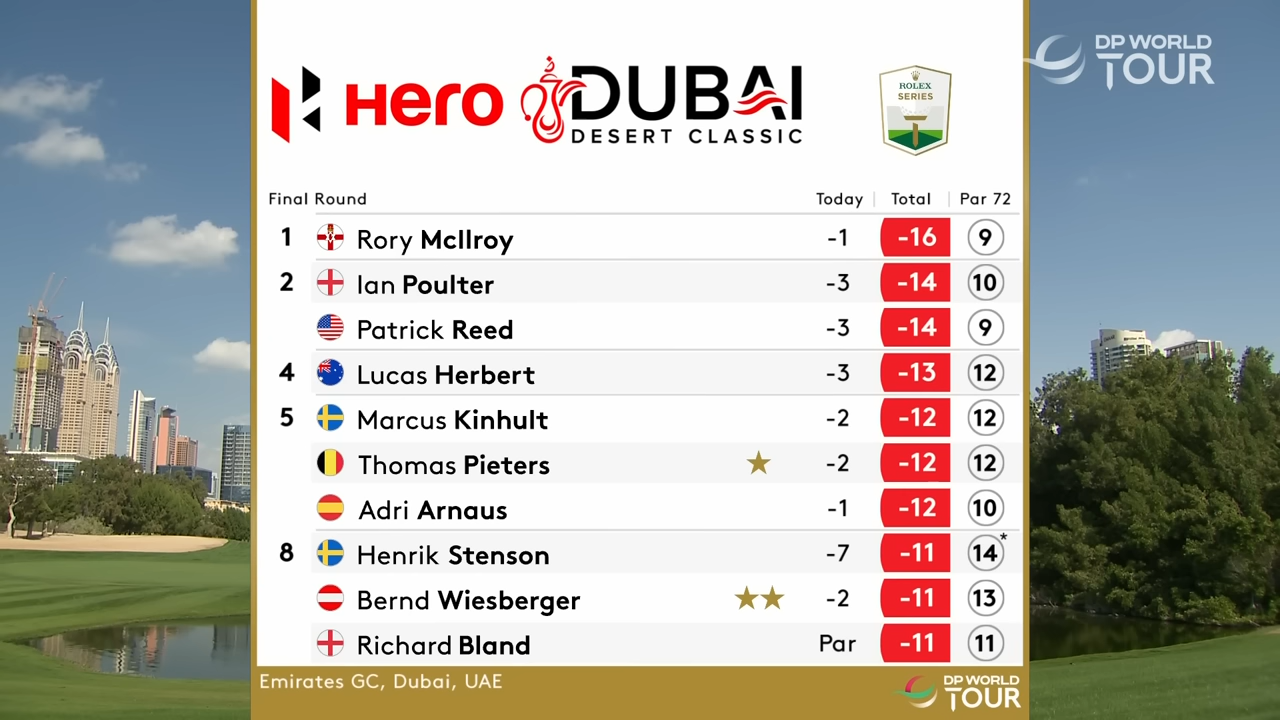 DP WORLD
TOUR
HERO DUBAI
DESERT CLASSIC
ROLEX
SERIES
Final Round Today Total Par 72
1 Rory McIlroy -1 -16 9
2 Ian Poulter -3 -14 10
Patrick Reed -3 -14 9
4 Lucas Herbert -3 -13 12
5 Marcus Kinhult -2 -12 12
Thomas Pieters ★ -2 -12 12
Adri Arnaus -1 -12 10
8 Henrik Stenson -7 -11 14*
Bernd Wiesberger ★★ -2 -11 13
Richard Bland Par -11 11
Emirates GC, Dubai, UAE
DP WORLD
TOUR